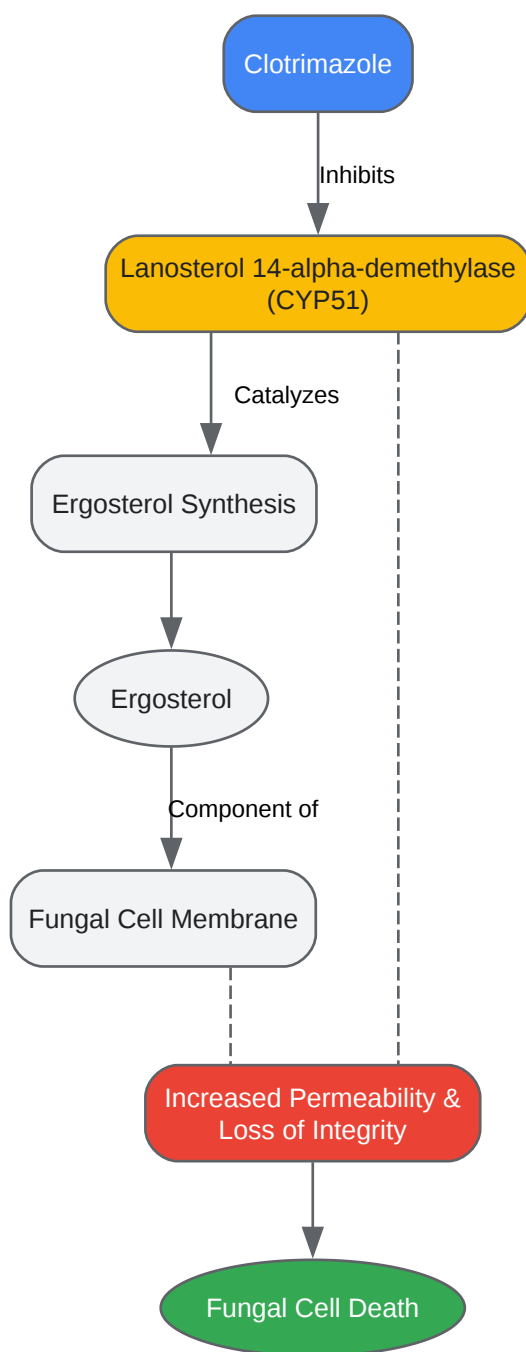 Clotrimazole
Inhibits
Lanosterol 14-alpha-demethylase
(CYP51)
Catalyzes
Ergosterol Synthesis
Ergosterol
Component of
Fungal Cell Membrane
Increased Permeability &
Loss of Integrity
Fungal Cell Death